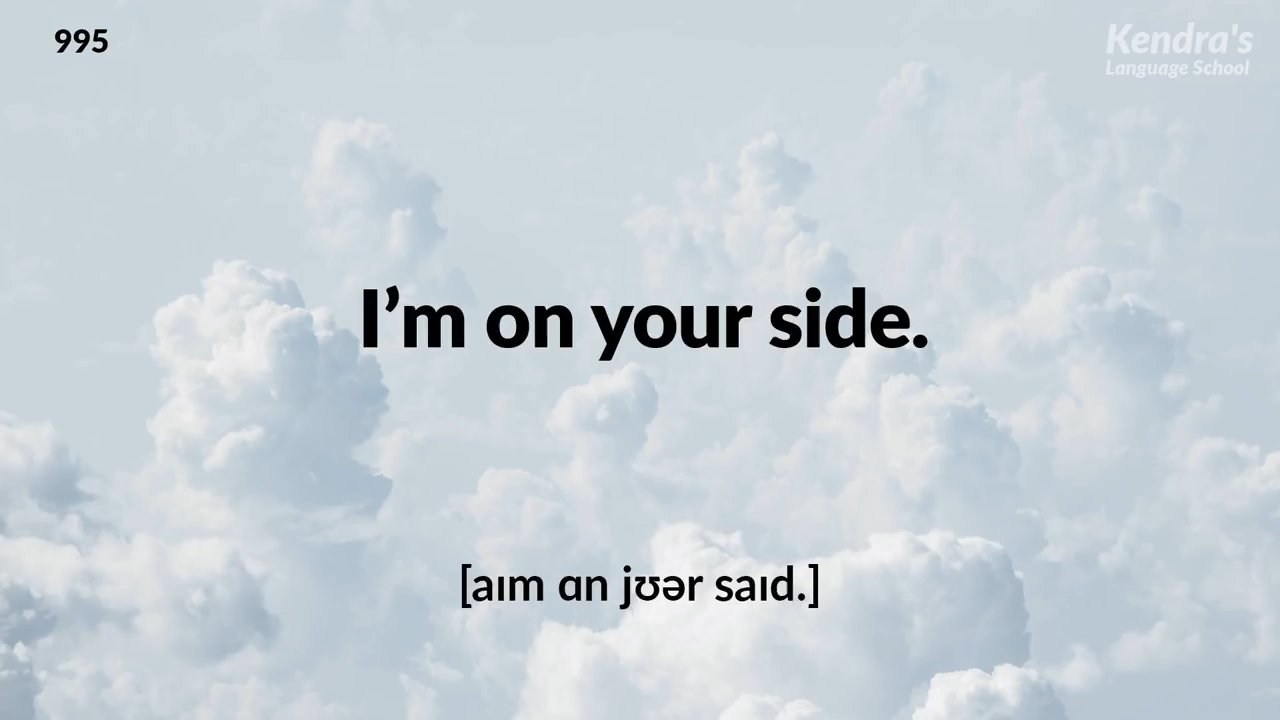 995
Kendra's
Language School
I’m on your side.
[aɪm ɑn jʊər saɪd.]